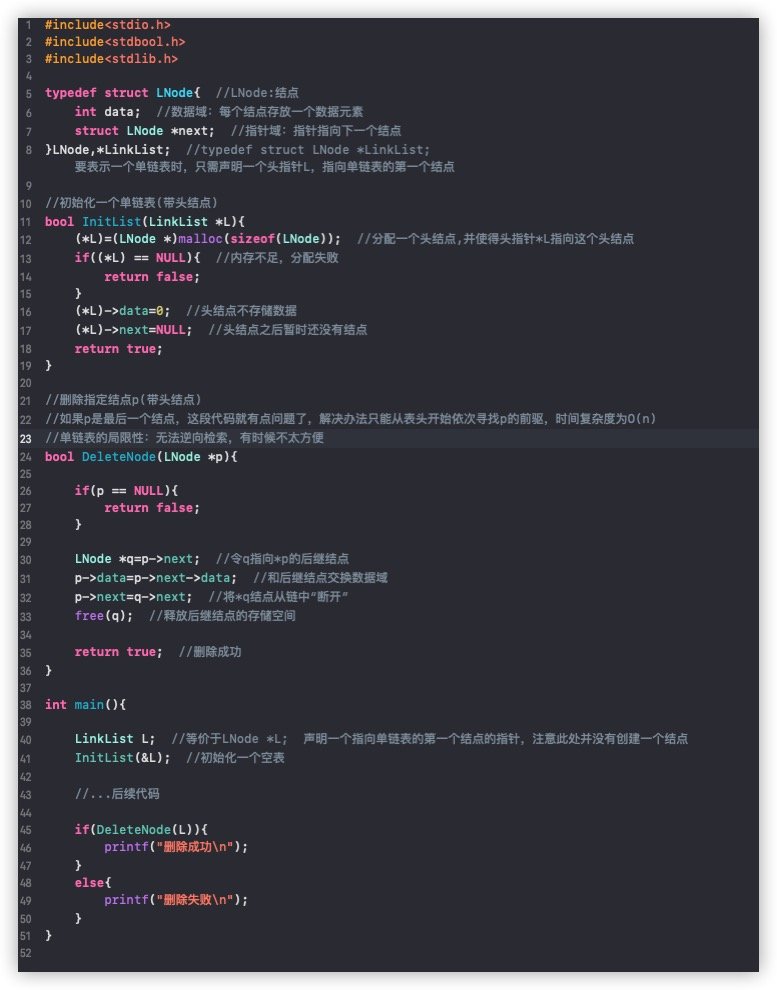 1 #include<stdio.h>
2 #include<stdbool.h>
3 #include<stdlib.h>
4
5 typedef struct LNode{  //LNode:结点
6     int data;  //数据域：每个结点存放一个数据元素
7     struct LNode *next;  //指针域：指针指向下一个结点
8 }LNode,*LinkList;  //typedef struct LNode *LinkList;
    要表示一个单链表时，只需声明一个头指针L，指向单链表的第一个结点
9
10 //初始化一个单链表(带头结点)
11 bool InitList(LinkList *L){
12     (*L)=(LNode *)malloc(sizeof(LNode));  //分配一个头结点,并使得头指针*L指向这个头结点
13     if((*L) == NULL){  //内存不足，分配失败
14         return false;
15     }
16     (*L)->data=0;  //头结点不存储数据
17     (*L)->next=NULL;  //头结点之后暂时还没有结点
18     return true;
19 }
20
21 //删除指定结点p(带头结点)
22 //如果p是最后一个结点，这段代码就有点问题了，解决办法只能从表头开始依次寻找p的前驱，时间复杂度为O(n)
23 //单链表的局限性：无法逆向检索，有时候不太方便
24 bool DeleteNode(LNode *p){
25
26     if(p == NULL){
27         return false;
28     }
29
30     LNode *q=p->next;  //令q指向*p的后继结点
31     p->data=p->next->data;  //和后继结点交换数据域
32     p->next=q->next;  //将*q结点从链中“断开”
33     free(q);  //释放后继结点的存储空间
34
35     return true;  //删除成功
36 }
37
38 int main(){
39
40     LinkList L;  //等价于LNode *L;  声明一个指向单链表的第一个结点的指针，注意此处并没有创建一个结点
41     InitList(&L);  //初始化一个空表
42
43     //...后续代码
44
45     if(DeleteNode(L)){
46         printf("删除成功\n");
47     }
48     else{
49         printf("删除失败\n");
50     }
51 }
52